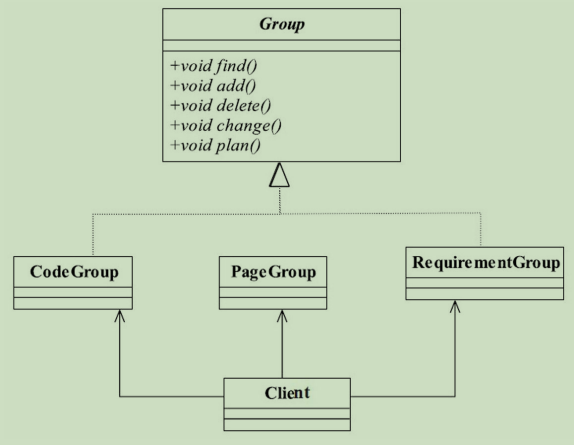 Group
+void find()
+void add()
+void delete()
+void change()
+void plan()
CodeGroup
PageGroup
RequirementGroup
Client